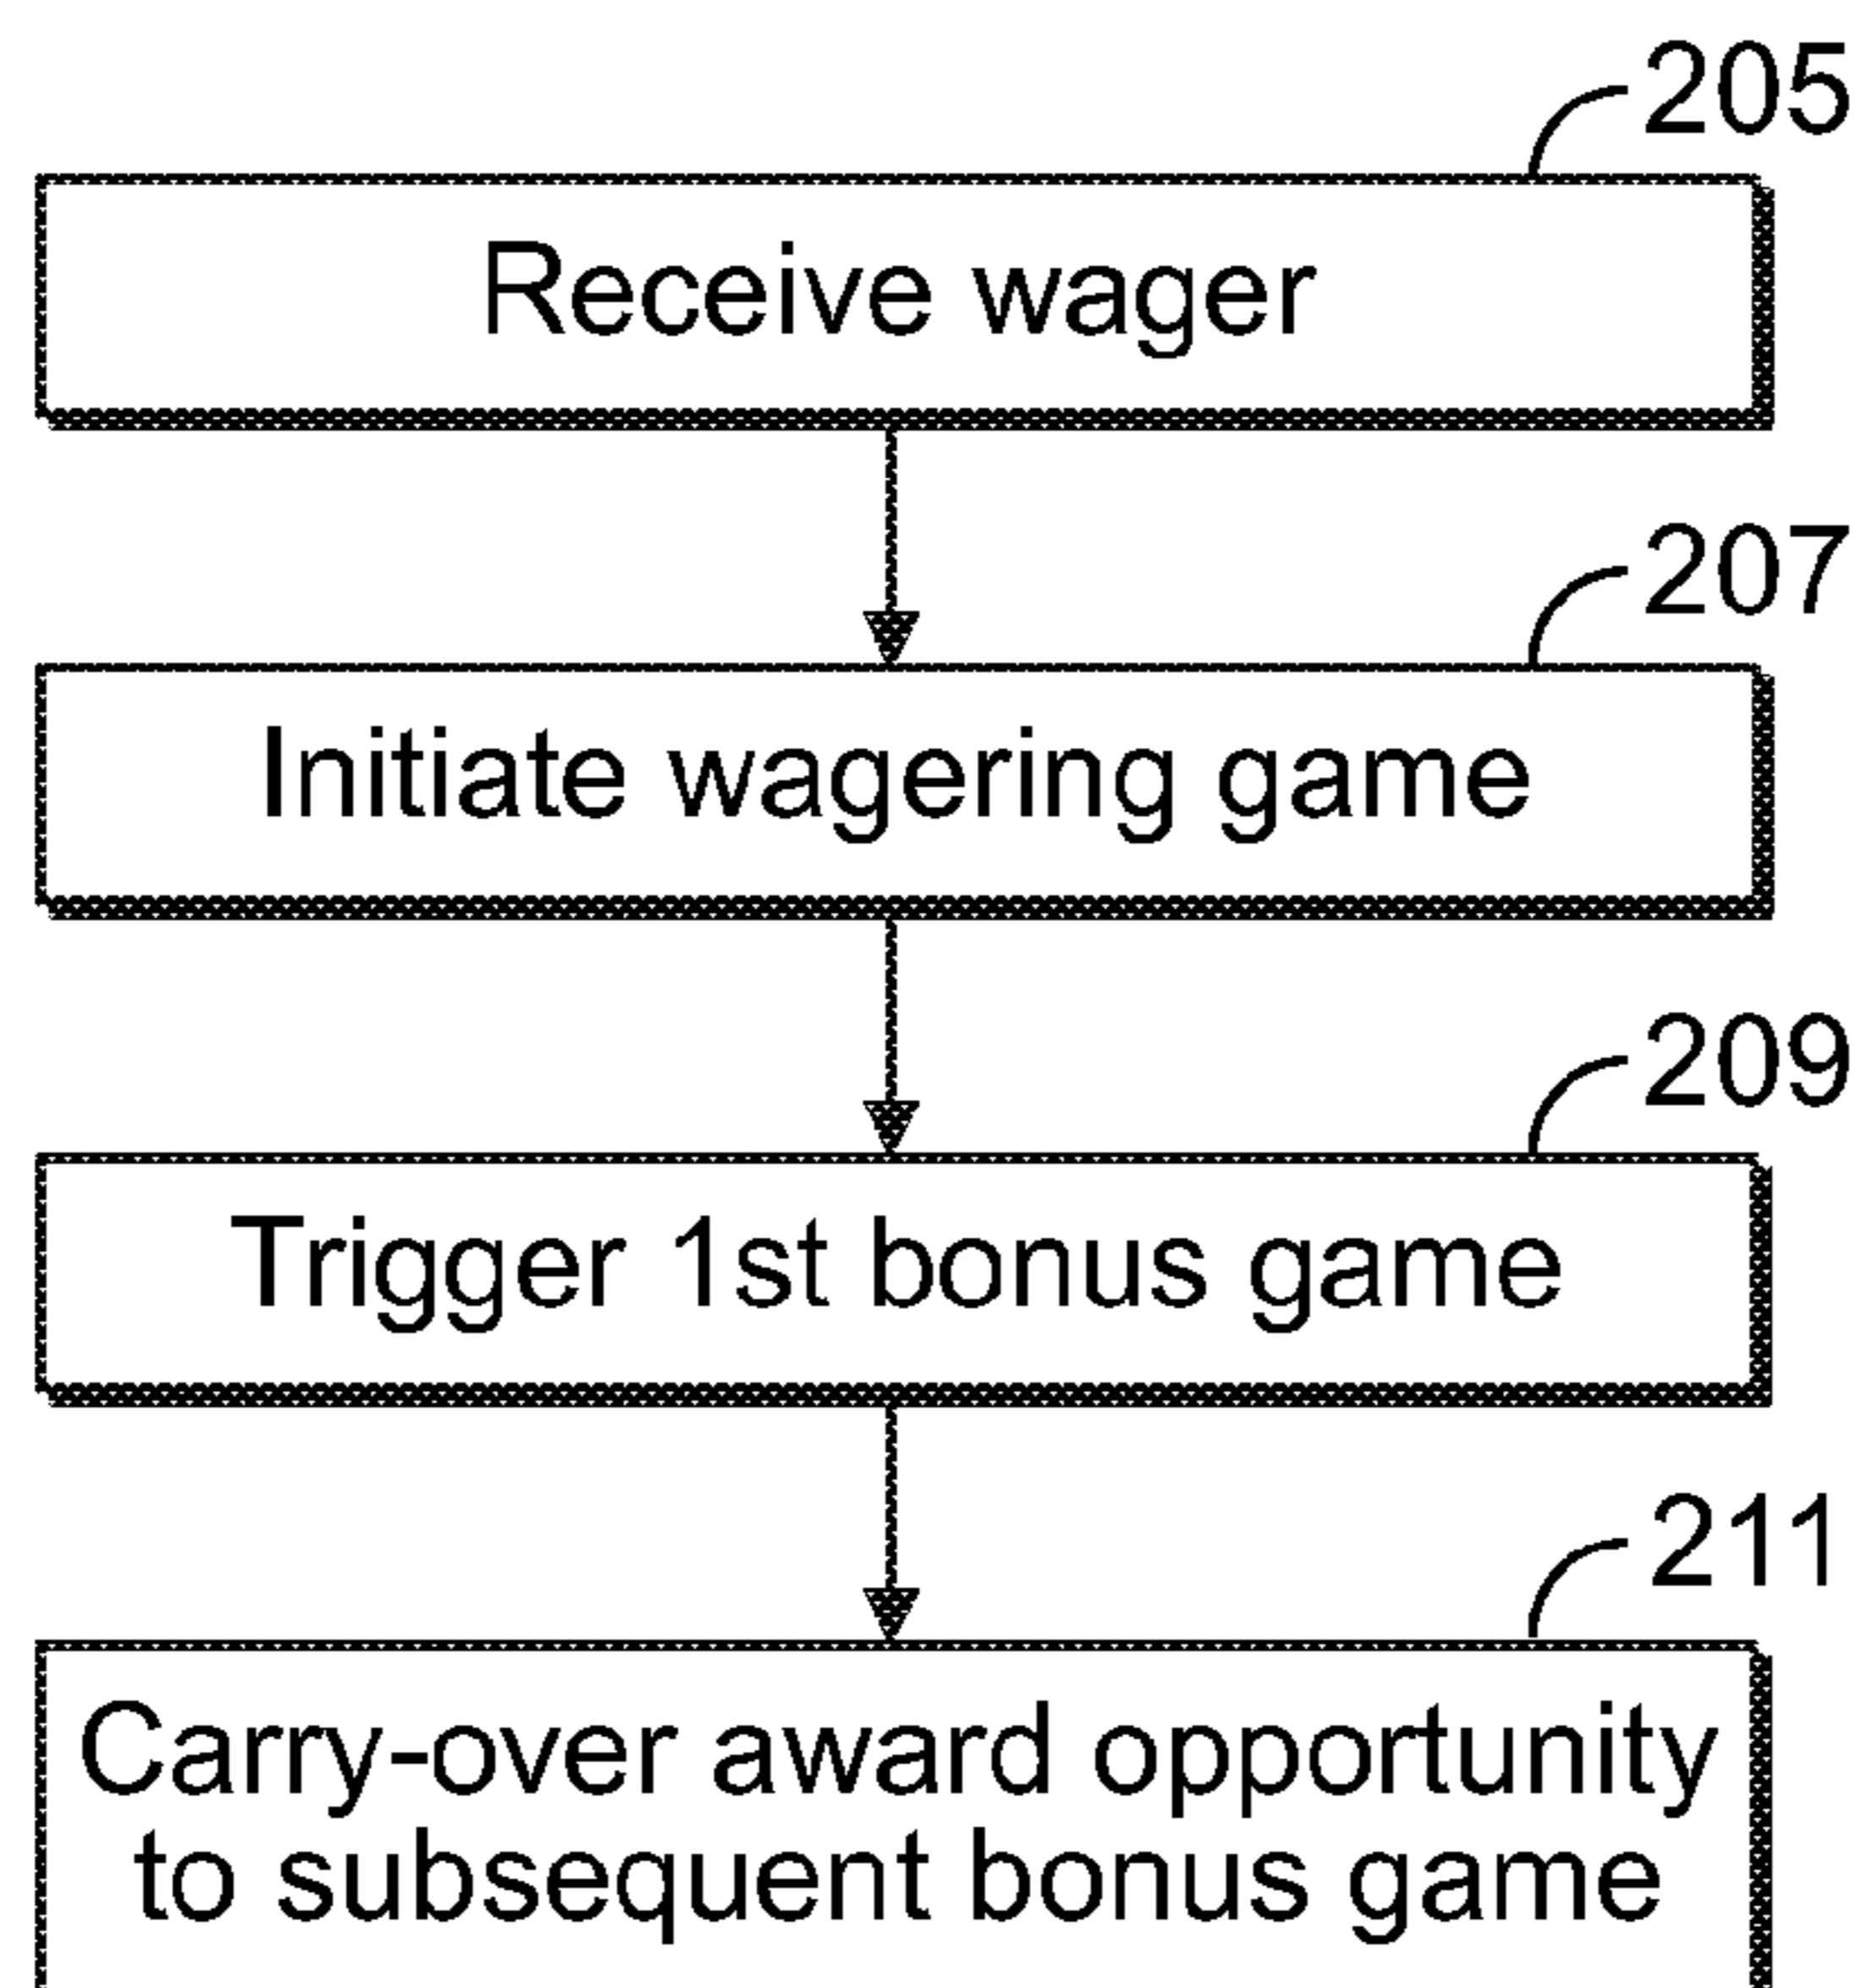 205
Receive wager
207
Initiate wagering game
209
Trigger 1st bonus game
211
Carry-over award opportunity
to subsequent bonus game